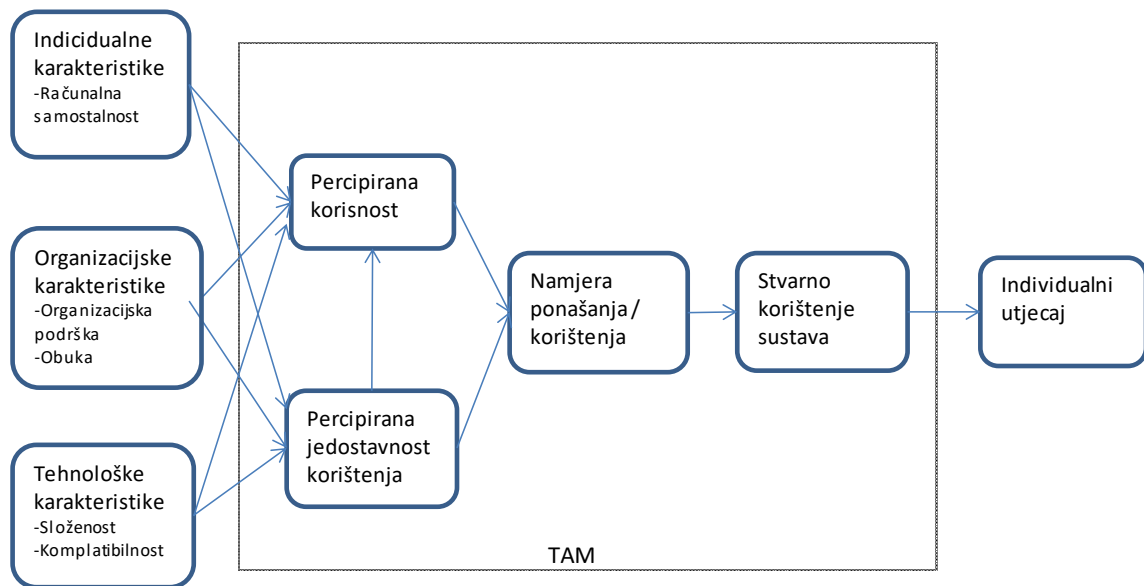 Indicidualne
karakteristike
-Računalna
samostalnost
Organizacijske
karakteristike
-Organizacijska
podrška
-Obuka
Tehnološke
karakteristike
-Složenost
-Komplatibilnost
Percipirana
korisnost
Percipirana
jedostavnost
korištenja
Namjera
ponašanja/
korištenja
Stvarno
korištenje
sustava
Individualni
utjecaj
TAM